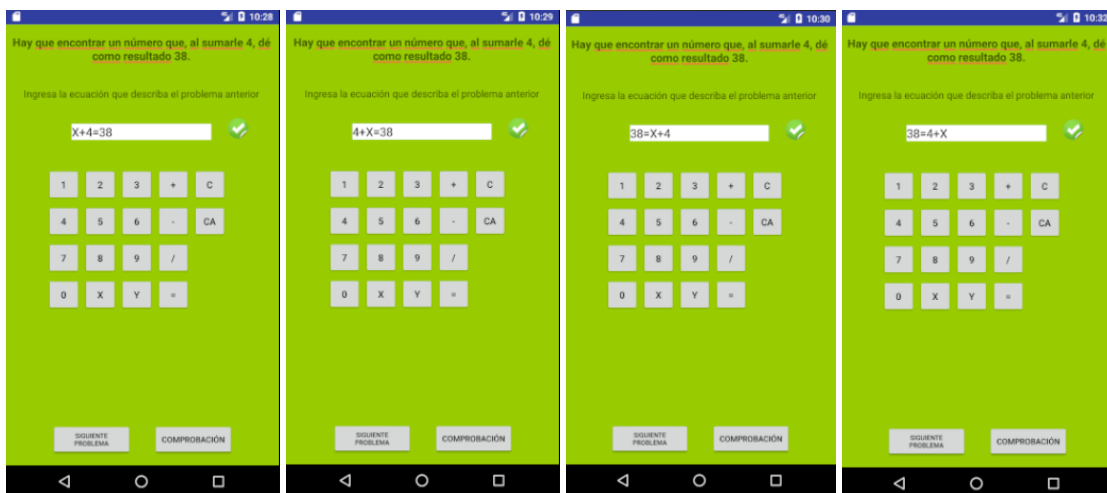 10:28
Hay que encontrar un número que, al sumarle 4, dé
como resultado 38.
Ingresa la ecuación que describa el problema anterior
X+4=38
1 2 3 + C
4 5 6 - CA
7 8 9 /
0 X Y =
SIGUIENTE
PROBLEMA
COMPROBACIÓN
10:29
Hay que encontrar un número que, al sumarle 4, dé
como resultado 38.
Ingresa la ecuación que describa el problema anterior
4+X=38
1 2 3 + C
4 5 6 - CA
7 8 9 /
0 X Y =
SIGUIENTE
PROBLEMA
COMPROBACIÓN
10:30
Hay que encontrar un número que, al sumarle 4, dé
como resultado 38.
Ingresa la ecuación que describa el problema anterior
38=X+4
1 2 3 + C
4 5 6 - CA
7 8 9 /
0 X Y =
SIGUIENTE
PROBLEMA
COMPROBACIÓN
10:32
Hay que encontrar un número que, al sumarle 4, dé
como resultado 38.
Ingresa la ecuación que describa el problema anterior
38=4+X
1 2 3 + C
4 5 6 - CA
7 8 9 /
0 X Y =
SIGUIENTE
PROBLEMA
COMPROBACIÓN